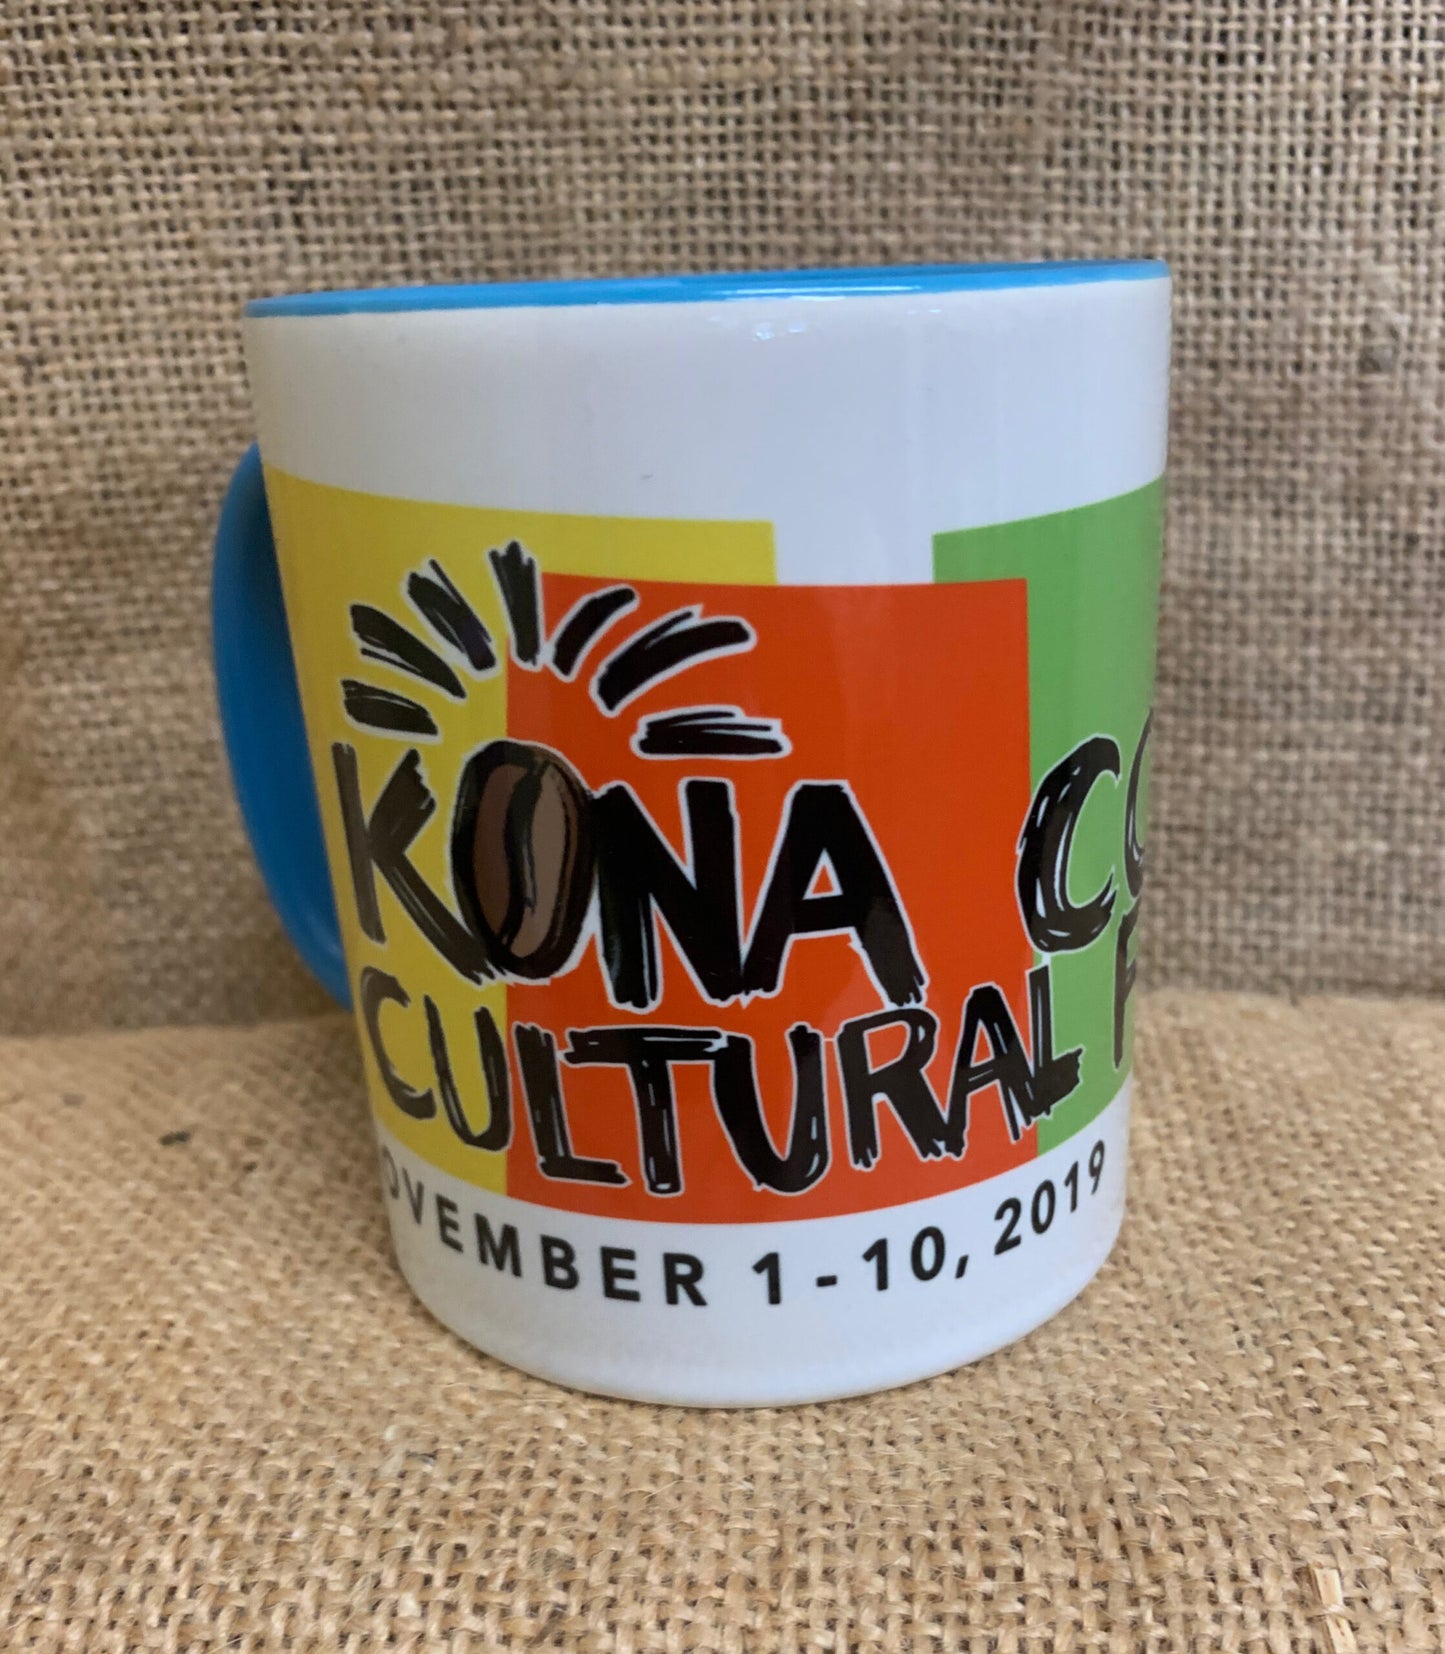 KONA CO
CULTURAL F
OVEMBER 1 - 10, 2019